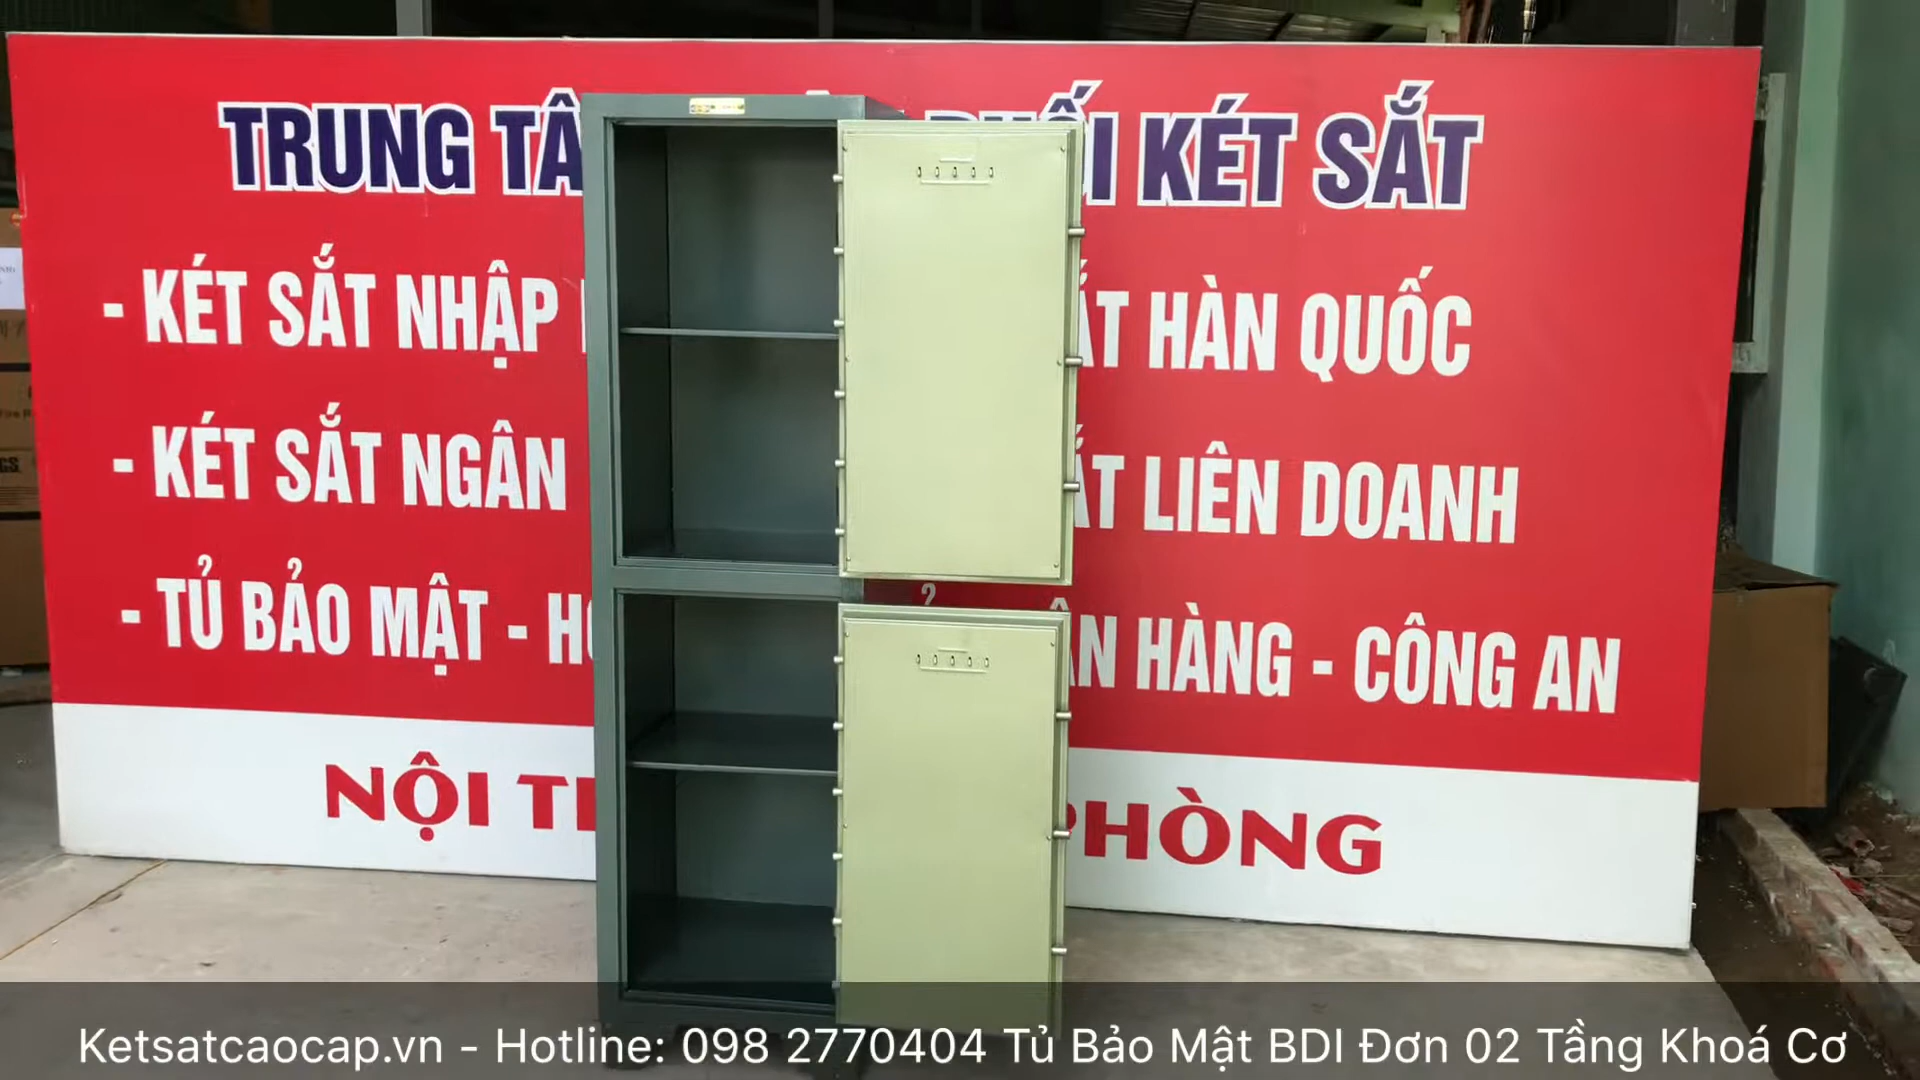 TRUNG TÂ PHỐI KÉT SẮT
- KÉT SẮT NHẬP ẮT HÀN QUỐC
- KÉT SẮT NGÂN ẮT LIÊN DOANH
- TỦ BẢO MẬT - H ÂN HÀNG - CÔNG AN
NỘI T PHÒNG
Ketsatcaocap.vn - Hotline: 098 2770404 Tủ Bảo Mật BDI Đơn 02 Tầng Khoá Cơ